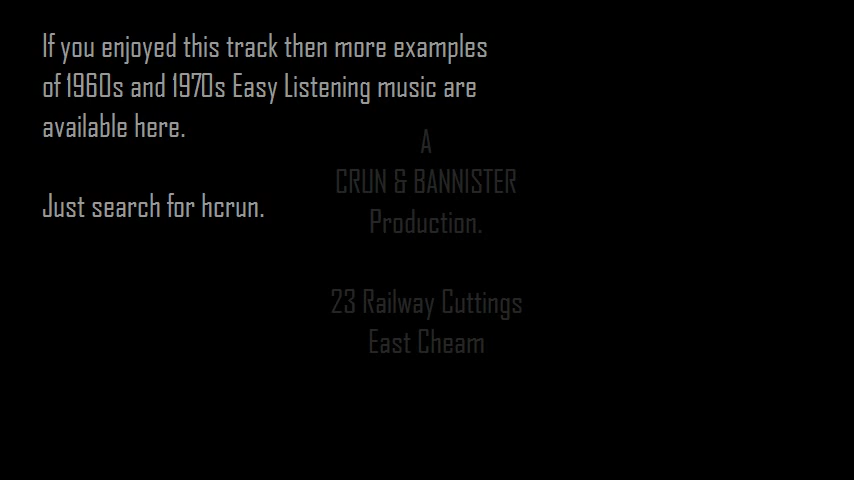 If you enjoyed this track then more examples
of 1960s and 1970s Easy Listening music are
available here.
Just search for hcrun.
A
CRUN & BANNISTER
Production.
23 Railway Cuttings
East Cheam